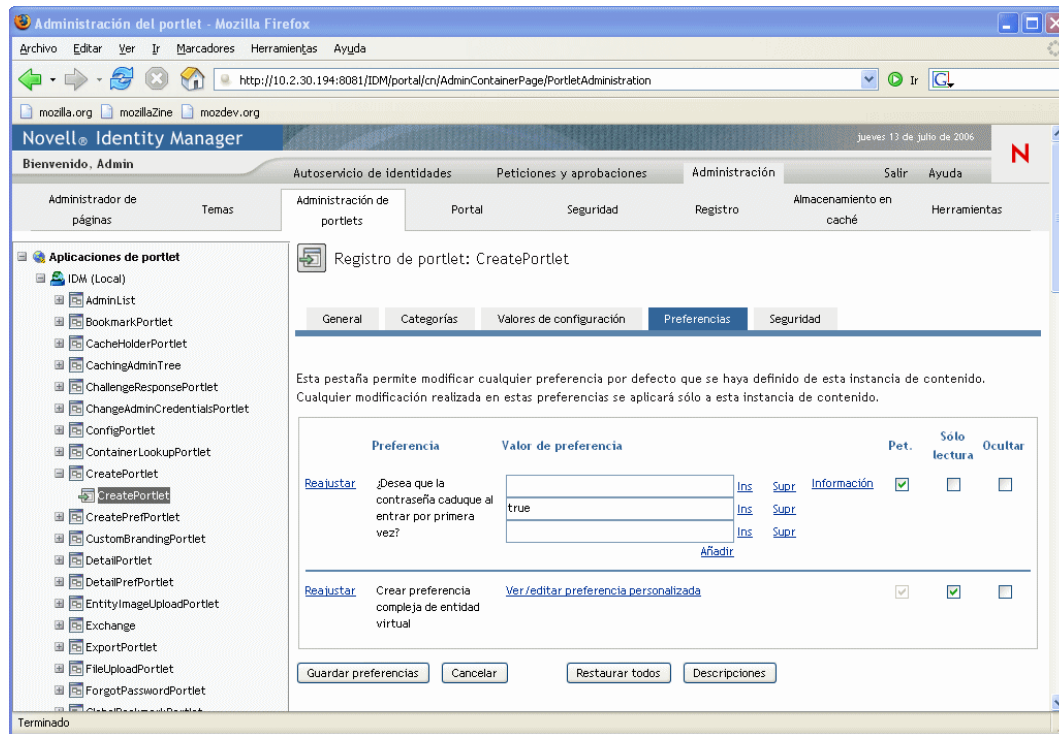 Administración del portlet - Mozilla Firefox
Archivo Editar Ver Ir Marcadores Herramientas Ayuda
http://10.2.30.194:8081/IDM/portal/cn/AdminContainerPage/PortletAdministration Ir G
mozilla.org mozillaZine mozdev.org
Novell® Identity Manager jueves 13 de julio de 2006
N
Bienvenido, Admin
Autoservicio de identidades Peticiones y aprobaciones Administración Salir Ayuda
Administrador de páginas Temas Administración de portlets Portal Seguridad Registro Almacenamiento en caché Herramientas
Aplicaciones de portlet
IDM (Local)
AdminList
BookmarkPortlet
CacheHolderPortlet
CachingAdminTree
ChallengeResponsePortlet
ChangeAdminCredentialsPortlet
ConfigPortlet
ContainerLookupPortlet
CreatePortlet
CreatePortlet
CreatePrefPortlet
CustomBrandingPortlet
DetailPortlet
DetailPrefPortlet
EntityImageUploadPortlet
Exchange
ExportPortlet
FileUploadPortlet
ForgotPasswordPortlet
Registro de portlet: CreatePortlet
General Categorías Valores de configuración Preferencias Seguridad
Esta pestaña permite modificar cualquier preferencia por defecto que se haya definido de esta instancia de contenido.
Cualquier modificación realizada en estas preferencias se aplicará sólo a esta instancia de contenido.
Preferencia Valor de preferencia Pet. Sólo lectura Ocultar
Reajustar ¿Desea que la contraseña caduque al entrar por primera vez?
Ins Supr Información
true Ins Supr
Ins Supr
Añadir
Reajustar Crear preferencia compleja de entidad virtual Ver/editar preferencia personalizada
Guardar preferencias Cancelar Restaurar todos Descripciones
Terminado